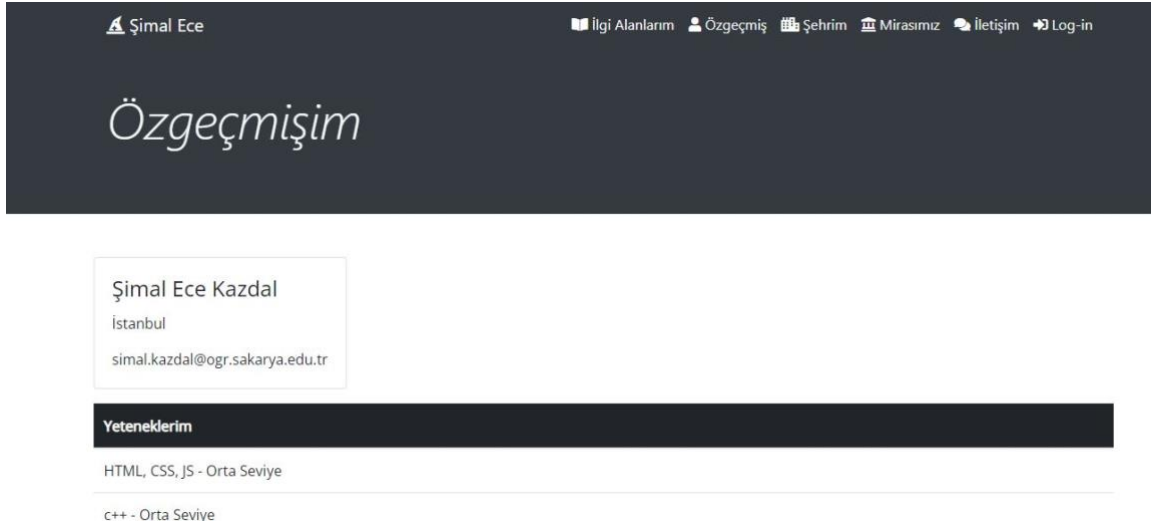 Şimal Ece İlgi Alanlarım Özgeçmiş Şehrim Mirasımız İletişim Log-in
Özgeçmişim
Şimal Ece Kazdal
İstanbul
simal.kazdal@ogr.sakarya.edu.tr
Yeteneklerim
HTML, CSS, JS - Orta Seviye
c++ - Orta Seviye